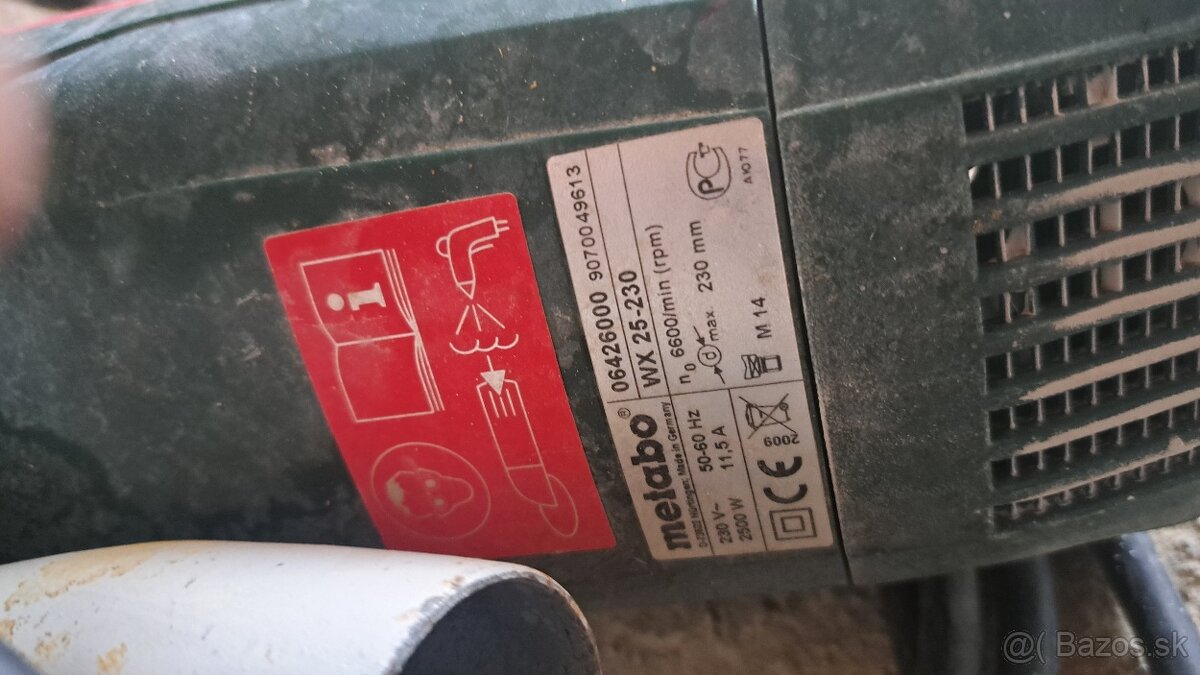 metabo®
D-72622 Nürtingen, Made in Germany
230 V~ 50-60 Hz
2500 W 11,5 A
CE
2009
06426000 9070049613
WX 25-230
n0 6600/min (rpm)
d max. 230 mm
M 14
PC
АЮ77
i
@( Bazos.sk